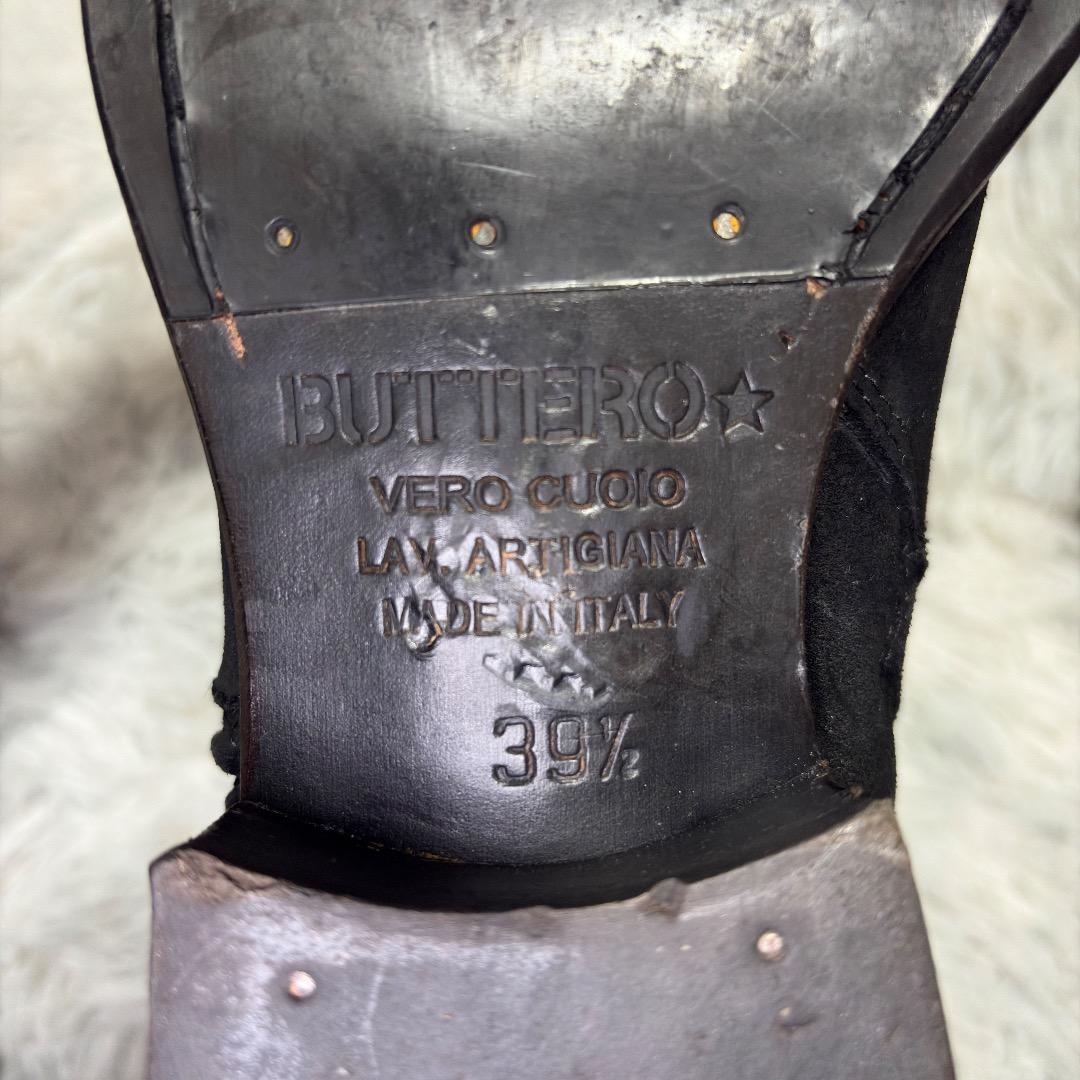 BUTTERO☆
VERO CUOIO
LAV. ARTIGIANA
MADE IN ITALY
39½